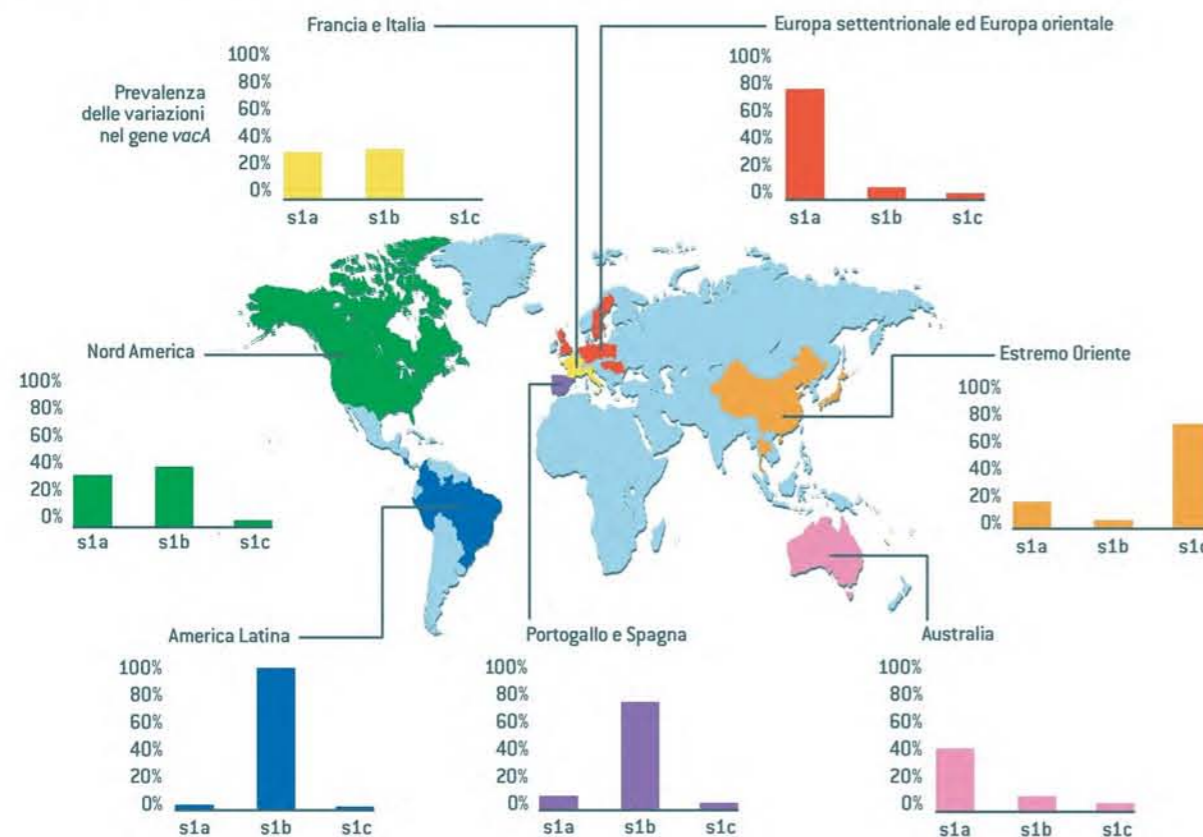 Francia e Italia
100%
80%
60%
40%
20%
0%
Prevalenza
delle variazioni
nel gene vacA
s1a s1b s1c
Europa settentrionale ed Europa orientale
100%
80%
60%
40%
20%
0%
s1a s1b s1c
Nord America
100%
80%
60%
40%
20%
0%
s1a s1b s1c
Estremo Oriente
100%
80%
60%
40%
20%
0%
s1a s1b s1c
America Latina
100%
80%
60%
40%
20%
0%
s1a s1b s1c
Portogallo e Spagna
100%
80%
60%
40%
20%
0%
s1a s1b s1c
Australia
100%
80%
60%
40%
20%
0%
s1a s1b s1c